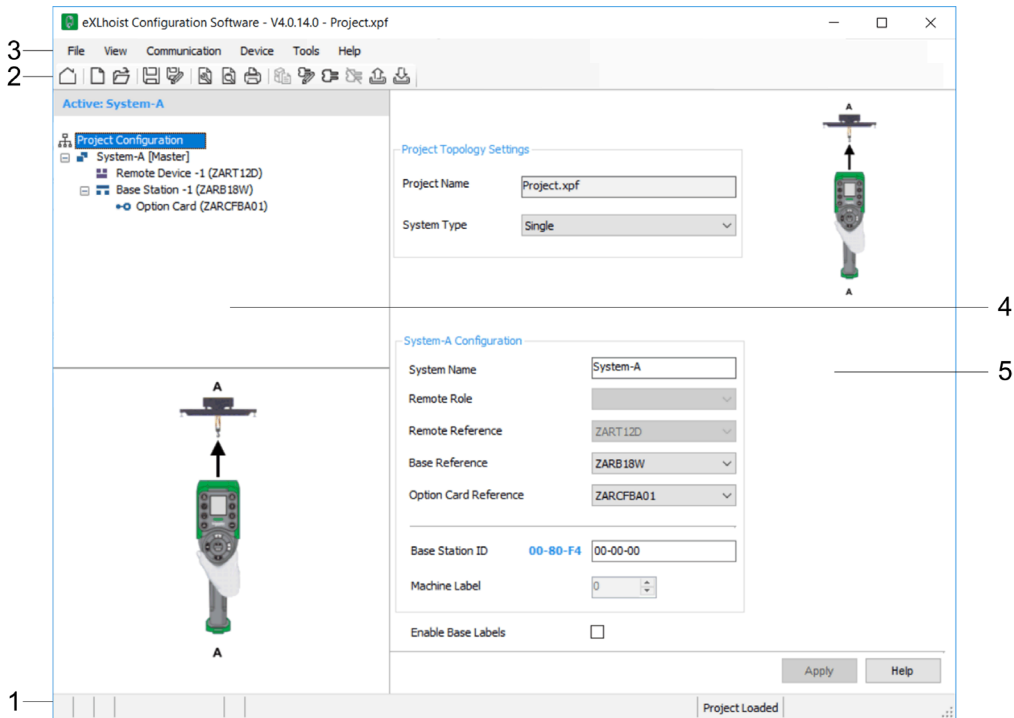 eXLhoist Configuration Software - V4.0.14.0 - Project.xpf
3
File View Communication Device Tools Help
2
Active: System-A
A
Project Configuration
System-A [Master]
Remote Device -1 (ZART12D)
Base Station -1 (ZARB18W)
Option Card (ZARCFBA01)
Project Topology Settings
Project Name Project.xpf
System Type Single
A
4
System-A Configuration
System Name System-A
5
Remote Role
Remote Reference ZART12D
Base Reference ZARB18W
Option Card Reference ZARCFBA01
Base Station ID 00-80-F4 00-00-00
Machine Label 0
Enable Base Labels
A
A
Apply Help
1
Project Loaded